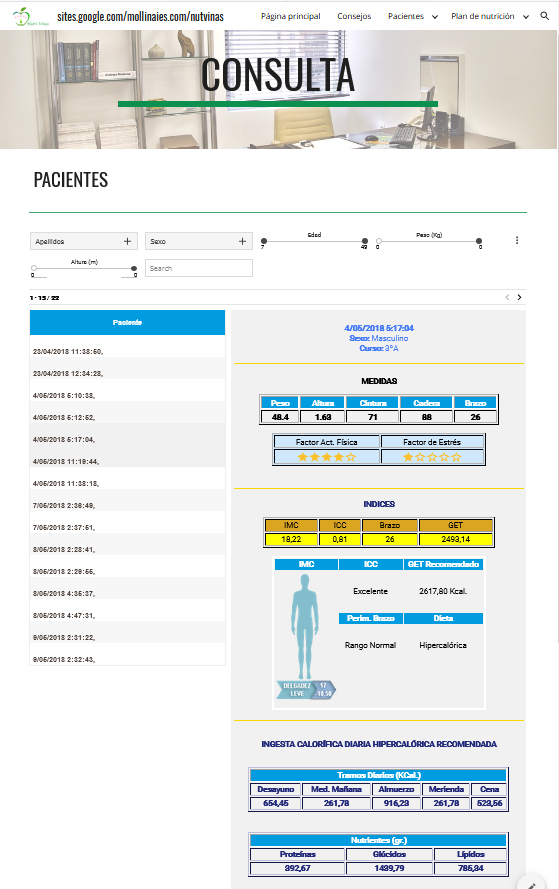 sites.google.com/mollinaies.com/nutvinas
Página principal Consejos Pacientes Plan de nutrición
CONSULTA
PACIENTES
Apellidos + Sexo + Edad Peso (Kg)
7 49 0 0
Altura (m)
0 0
Search
1 - 15 / 22
Paciente
23/04/2018 11:38:50,
23/04/2018 12:34:28,
4/05/2018 5:10:38,
4/05/2018 5:12:52,
4/05/2018 5:17:04,
4/05/2018 11:19:44,
4/05/2018 11:38:18,
7/05/2018 2:36:49,
7/05/2018 2:37:51,
8/05/2018 2:28:41,
8/05/2018 2:29:55,
8/05/2018 4:35:37,
8/05/2018 4:47:31,
9/05/2018 2:31:22,
9/05/2018 2:32:43,
4/05/2018 5:17:04
Sexo: Masculino
Curso: 3ºA
MEDIDAS
Peso Altura Cintura Cadera Brazo
48.4 1.63 71 88 26
Factor Act. Física Factor de Estrés
INDICES
IMC ICC Brazo GET
18,22 0,81 26 2493,14
IMC ICC GET Recomendado
Excelente 2617,80 Kcal.
Perim. Brazo Dieta
Rango Normal Hipercalórica
DELGADEZ LEVE 17 -18,50
INGESTA CALORÍFICA DIARIA HIPERCALÓRICA RECOMENDADA
Tramos Diarios (KCal.)
Desayuno Med. Mañana Almuerzo Merienda Cena
654,45 261,78 916,23 261,78 523,56
Nutrientes (gr.)
Proteínas Glúcidos Lípidos
392,67 1439,79 785,34